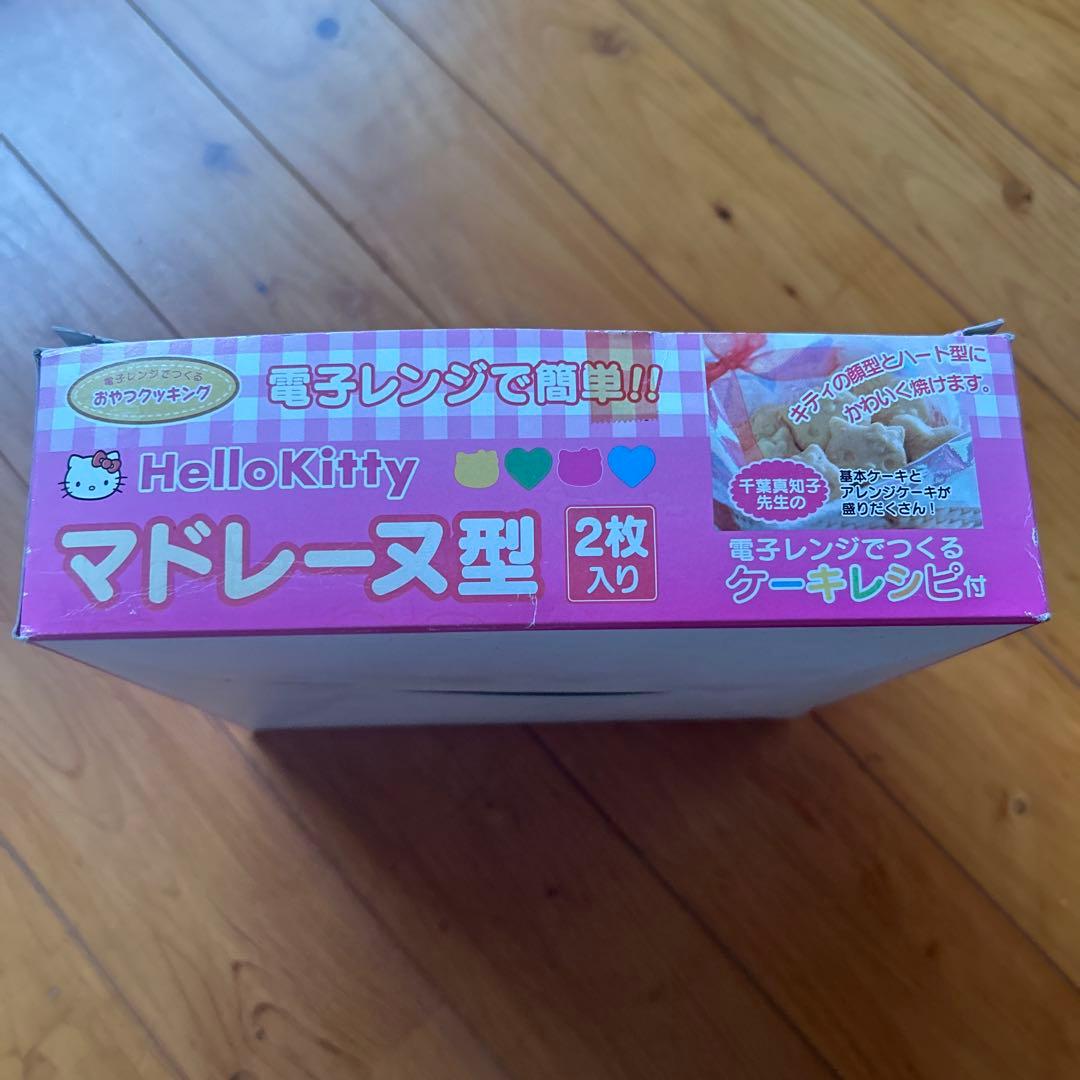 電子レンジでつくる
おやつクッキング
電子レンジで簡単!!
HelloKitty
マドレーヌ型
2枚
入り
キティの顔型とハート型に
かわいく焼けます。
千葉真知子
先生の
基本ケーキと
アレンジケーキが
盛りだくさん！
電子レンジでつくる
ケーキレシピ付